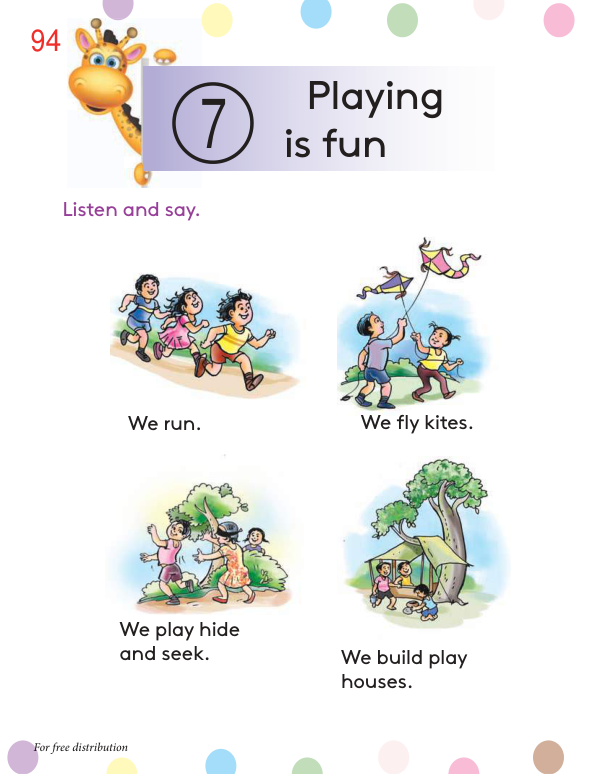 94
7
Playing
is fun
Listen and say.
We run.
We fly kites.
We play hide
and seek.
We build play
houses.
For free distribution